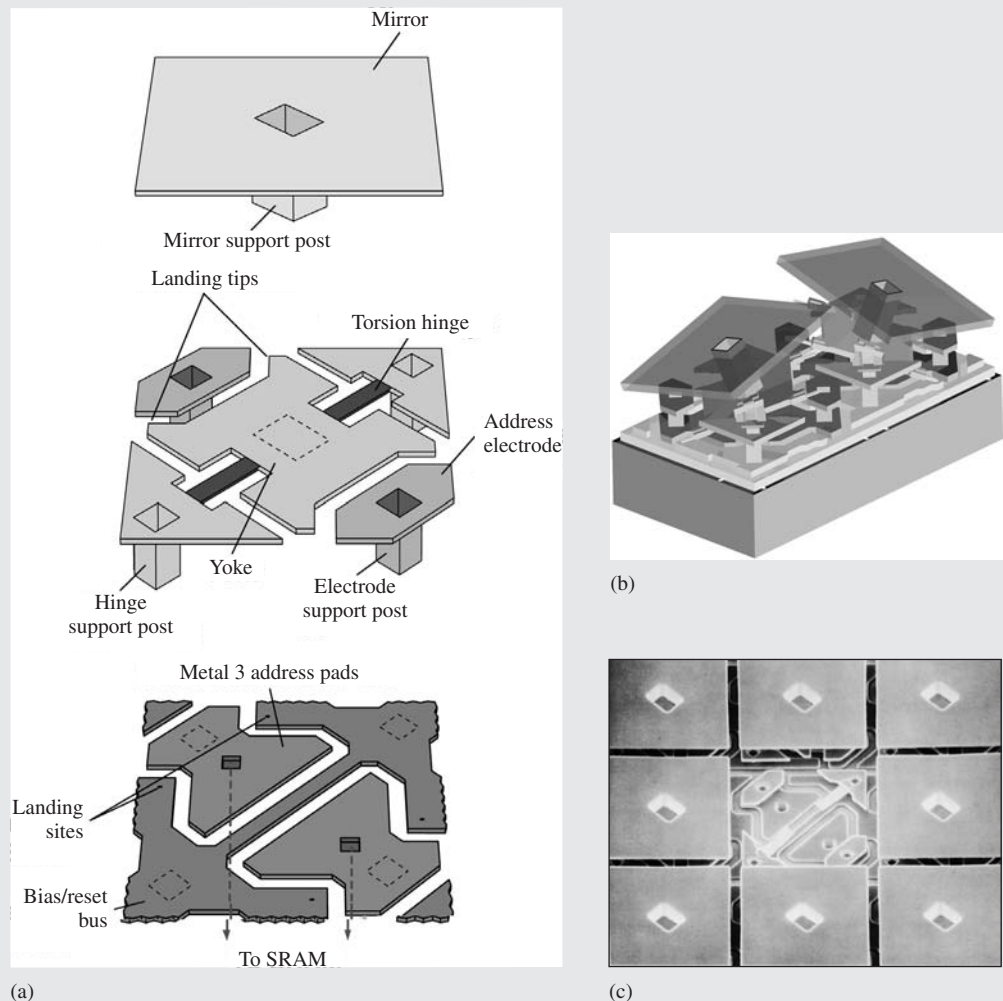 Mirror
Mirror support post
Landing tips
Torsion hinge
Address
electrode
Yoke
Hinge
support post
Electrode
support post
Metal 3 address pads
Landing
sites
Bias/reset
bus
To SRAM
(a)
(b)
(c)